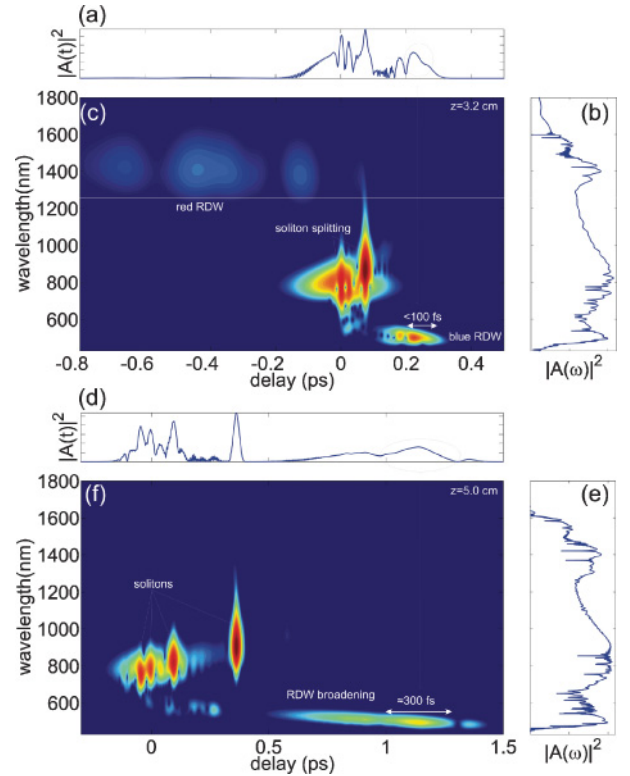 (a)
|A(t)|²
1800
(c)
z=3.2 cm
(b)
1600
1400
red RDW
1200
soliton splitting
wavelength(nm)
1000
800
<100 fs
600
blue RDW
-0.8 -0.6 -0.4 -0.2 0 0.2 0.4
delay (ps)
|A(ω)|²
(d)
|A(t)|²
1800
(f)
z=5.0 cm
(e)
1600
1400
solitons
1200
wavelength(nm)
1000
800
RDW broadening
≈300 fs
600
0 0.5 1 1.5
delay (ps)
|A(ω)|²